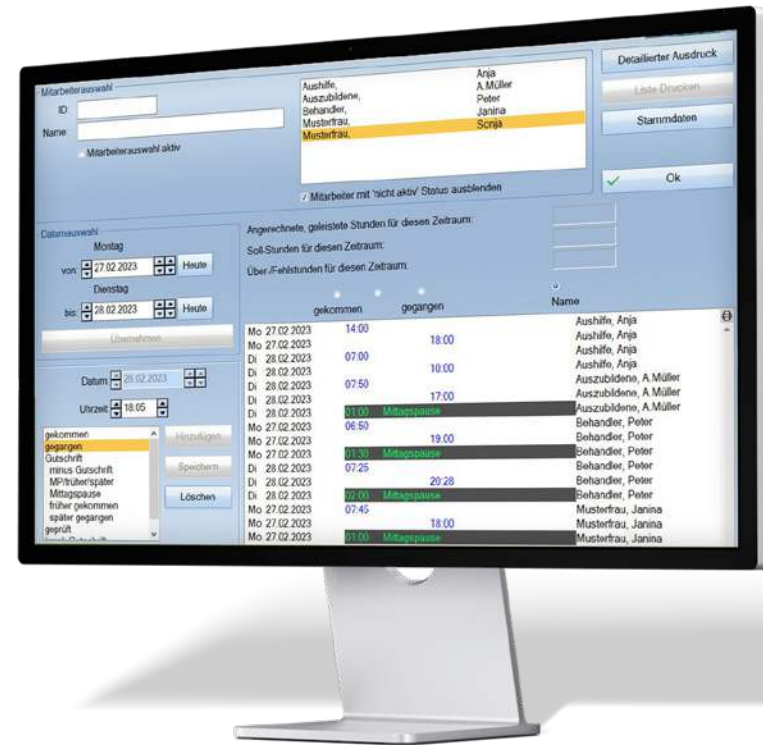 Mitarbeiterauswahl
ID:
Name:
Mitarbeiterauswahl aktiv
Aushilfe, Anja
Auszubildene, A.Müller
Behandler, Peter
Musterfrau, Janina
Musterfrau, Sonja
Mitarbeiter mit 'nicht aktiv' Status ausblenden
Detailierter Ausdruck
Liste Drucken
Stammdaten
Ok
Datumauswahl
Montag
von: 27.02.2023 Heute
Dienstag
bis: 28.02.2023 Heute
Übernehmen
Datum: 28.02.2023
Uhrzeit: 18:05
gekommen
gegangen
Gutschrift
minus Gutschrift
MP/früher/später
Mittagspause
früher gekommen
später gegangen
geprüft
Hinzufügen
Speichern
Löschen
Angerechnete, geleistete Stunden für diesen Zeitraum:
Soll-Stunden für diesen Zeitraum:
Über-/Fehlstunden für diesen Zeitraum:
gekommen gegangen Name
Mo 27.02.2023 14:00 Aushilfe, Anja
Mo 27.02.2023 18:00 Aushilfe, Anja
Di 28.02.2023 07:00 Aushilfe, Anja
Di 28.02.2023 10:00 Aushilfe, Anja
Di 28.02.2023 07:50 Auszubildene, A.Müller
Di 28.02.2023 17:00 Auszubildene, A.Müller
Di 28.02.2023 01:00 Mittagspause Auszubildene, A.Müller
Mo 27.02.2023 06:50 Behandler, Peter
Mo 27.02.2023 19:00 Behandler, Peter
Mo 27.02.2023 01:30 Mittagspause Behandler, Peter
Di 28.02.2023 07:25 Behandler, Peter
Di 28.02.2023 20:28 Behandler, Peter
Di 28.02.2023 02:00 Mittagspause Behandler, Peter
Mo 27.02.2023 07:45 Musterfrau, Janina
Mo 27.02.2023 18:00 Musterfrau, Janina
Mo 27.02.2023 01:00 Mittagspause Musterfrau, Janina